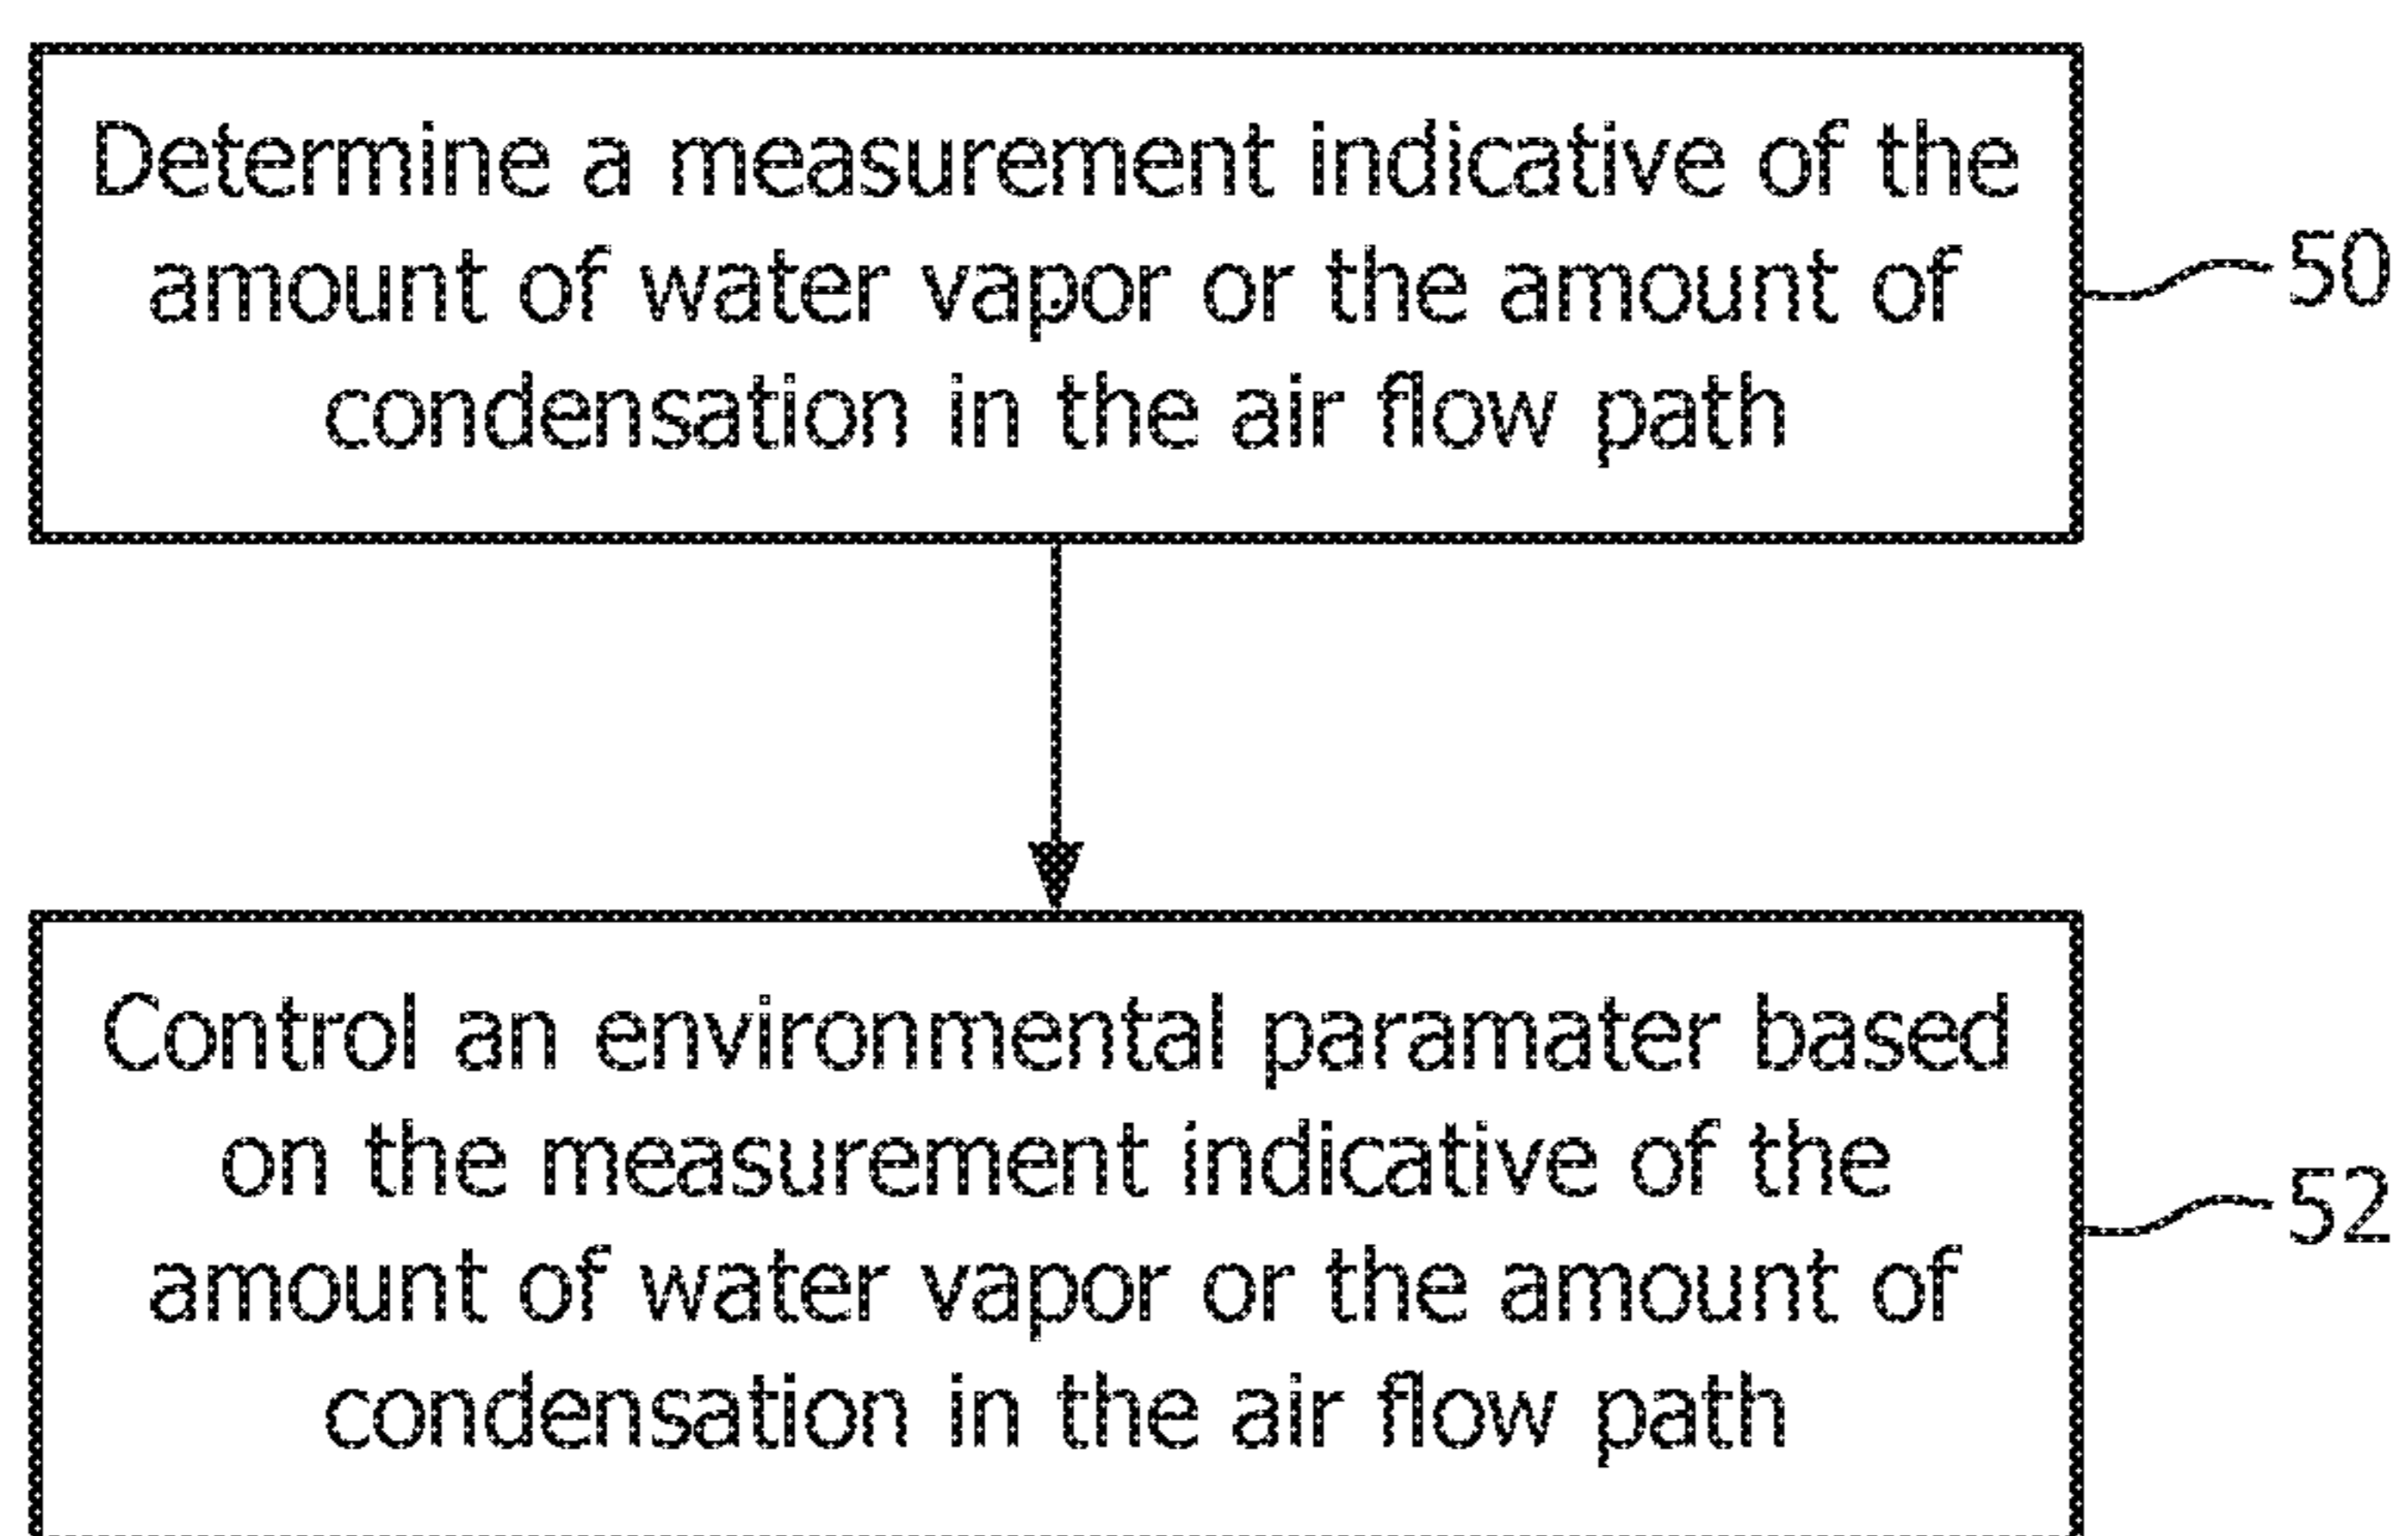 Determine a measurement indicative of the
amount of water vapor or the amount of
condensation in the air flow path
50
Control an environmental paramater based
on the measurement indicative of the
amount of water vapor or the amount of
condensation in the air flow path
52